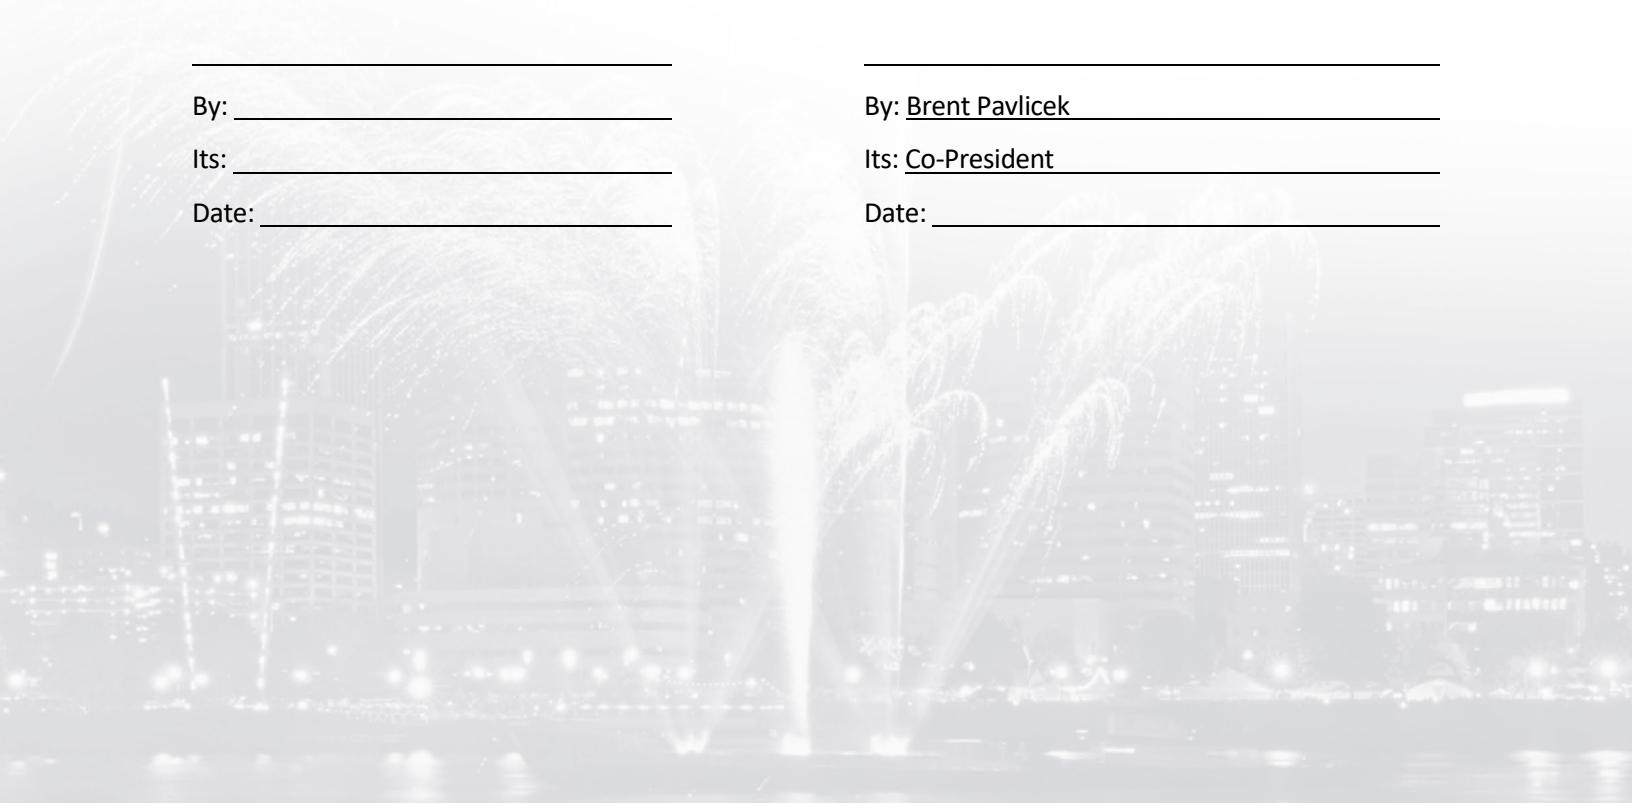 By:
Its:
Date:
By: Brent Pavlicek
Its: Co-President
Date: